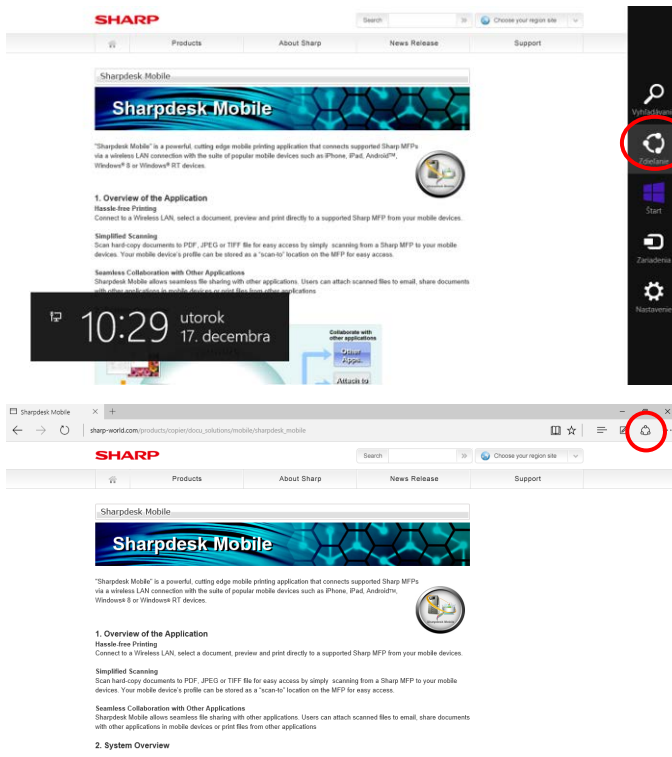 SHARP
Search
Choose your region site
Products
About Sharp
News Release
Support
Sharpdesk Mobile
Sharpdesk Mobile
"Sharpdesk Mobile" is a powerful, cutting edge mobile printing application that connects supported Sharp MFPs
via a wireless LAN connection with the suite of popular mobile devices such as iPhone, iPad, Android™,
Windows® 8 or Windows® RT devices.
1. Overview of the Application
Hassle-free Printing
Connect to a Wireless LAN, select a document, preview and print directly to a supported Sharp MFP from your mobile devices.
Simplified Scanning
Scan hard-copy documents to PDF, JPEG or TIFF file for easy access by simply scanning from a Sharp MFP to your mobile
devices. Your mobile device's profile can be stored as a "scan-to" location on the MFP for easy access.
Seamless Collaboration with Other Applications
Sharpdesk Mobile allows seamless file sharing with other applications. Users can attach scanned files to email, share documents
with other applications in mobile devices or print files from other applications
Collaborate with
other applications
Other
Apps.
Attach to
10:29
utorok
17. decembra
Vyhľadávani
Zdieľanie
Štart
Zariadenia
Nastavenie
Sharpdesk Mobile
sharp-world.com/products/copier/docu_solutions/mobile/sharpdesk_mobile
SHARP
Search
Choose your region site
Products
About Sharp
News Release
Support
Sharpdesk Mobile
Sharpdesk Mobile
"Sharpdesk Mobile" is a powerful, cutting edge mobile printing application that connects supported Sharp MFPs
via a wireless LAN connection with the suite of popular mobile devices such as iPhone, iPad, Android™,
Windows® 8 or Windows® RT devices.
1. Overview of the Application
Hassle-free Printing
Connect to a Wireless LAN, select a document, preview and print directly to a supported Sharp MFP from your mobile devices.
Simplified Scanning
Scan hard-copy documents to PDF, JPEG or TIFF file for easy access by simply scanning from a Sharp MFP to your mobile
devices. Your mobile device's profile can be stored as a "scan-to" location on the MFP for easy access.
Seamless Collaboration with Other Applications
Sharpdesk Mobile allows seamless file sharing with other applications. Users can attach scanned files to email, share documents
with other applications in mobile devices or print files from other applications
2. System Overview